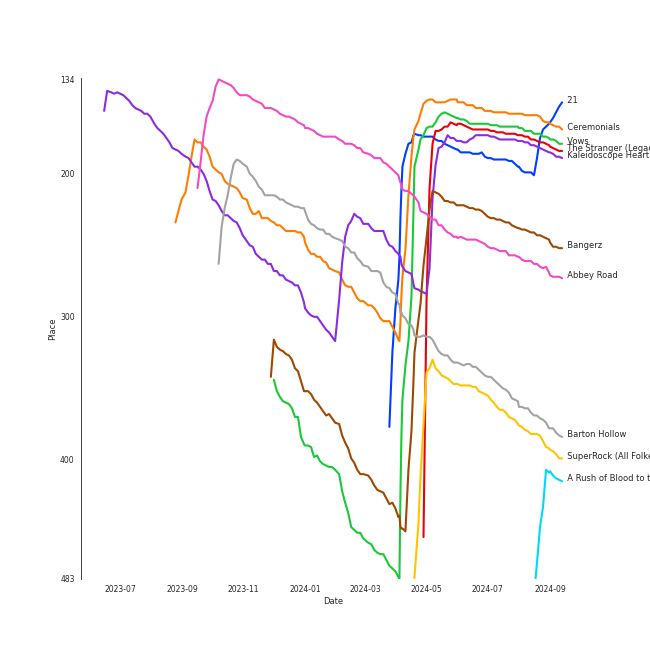 134
200
300
400
483
Place
2023-07
2023-09
2023-11
2024-01
2024-03
2024-05
2024-07
2024-09
Date
21
Ceremonials
Vows
The Stranger (Legac
Kaleidoscope Heart
Bangerz
Abbey Road
Barton Hollow
SuperRock (All Folke
A Rush of Blood to t